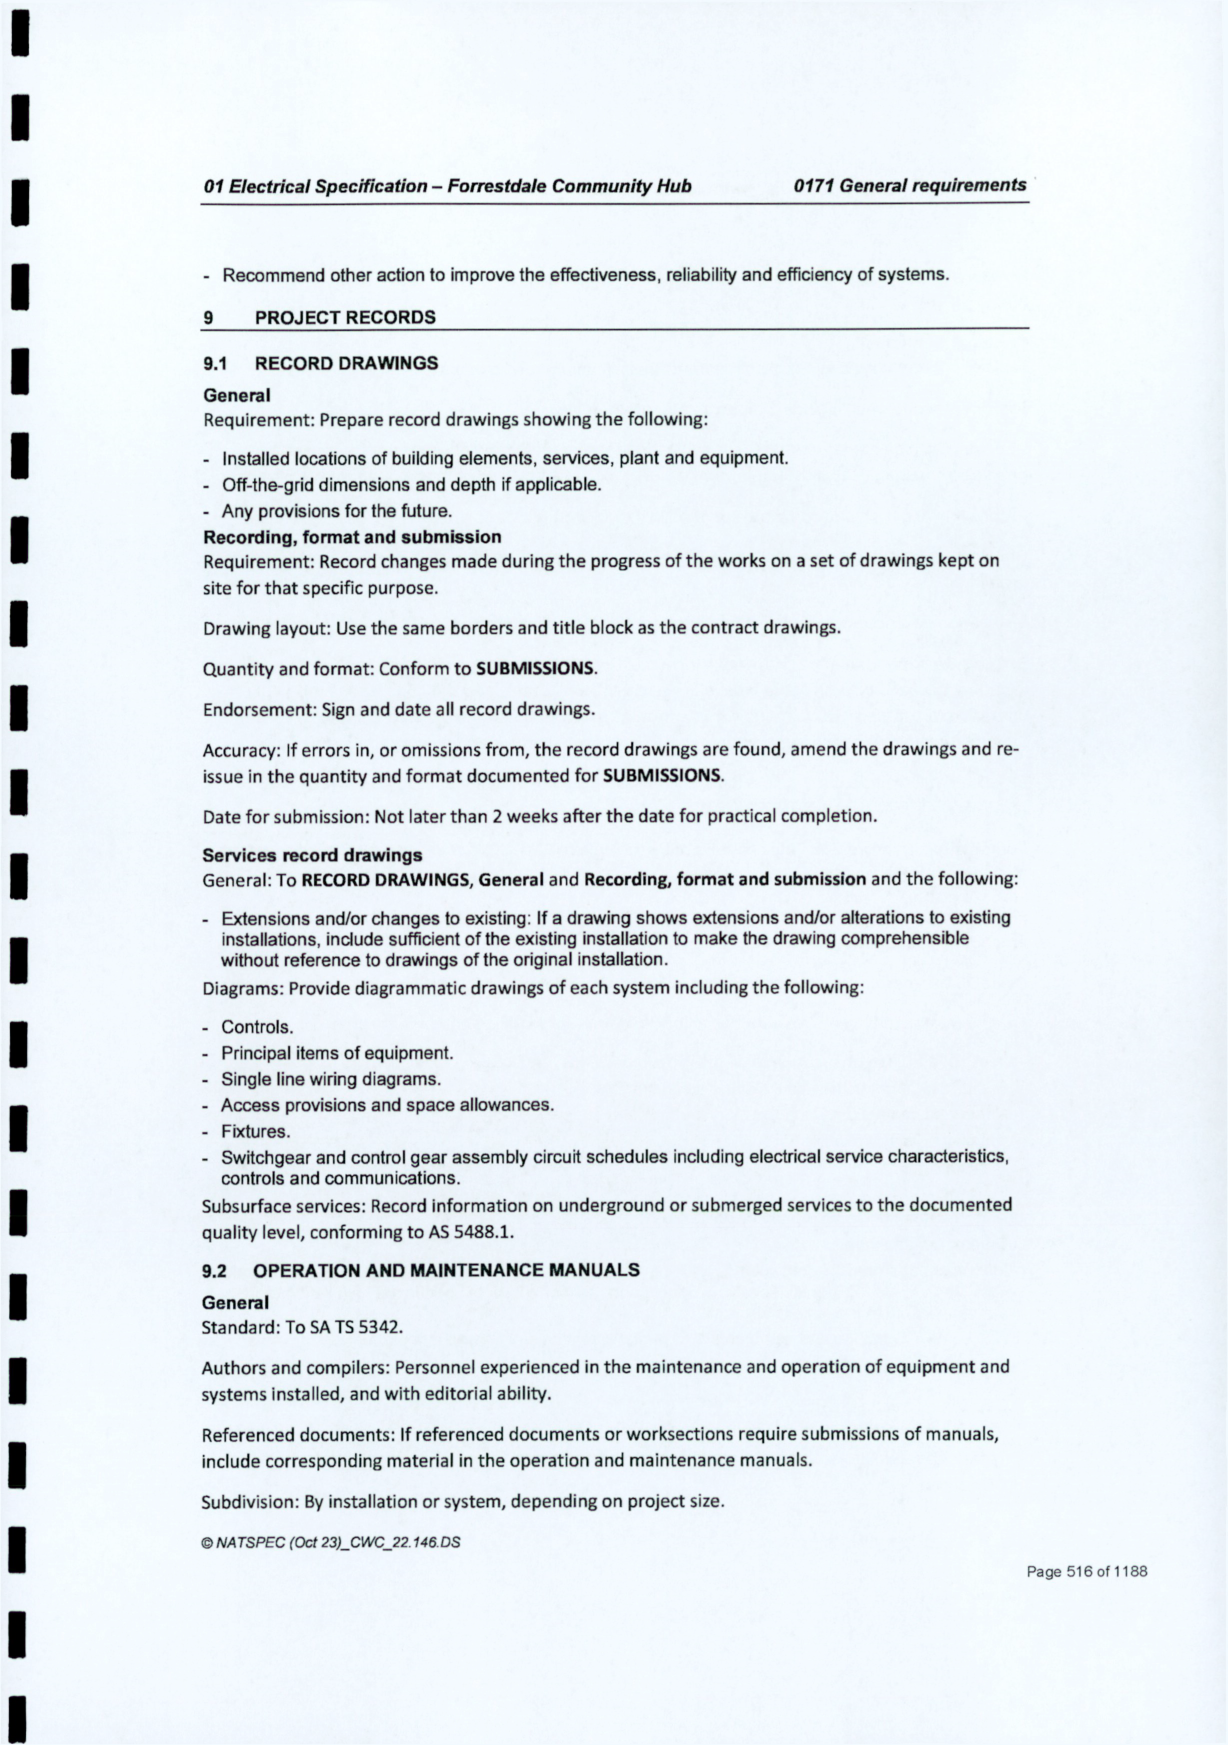 01 Electrical Specification – Forrestdale Community Hub 0171 General requirements
- Recommend other action to improve the effectiveness, reliability and efficiency of systems.
9 PROJECT RECORDS
9.1 RECORD DRAWINGS
General
Requirement: Prepare record drawings showing the following:
- Installed locations of building elements, services, plant and equipment.
- Off-the-grid dimensions and depth if applicable.
- Any provisions for the future.
Recording, format and submission
Requirement: Record changes made during the progress of the works on a set of drawings kept on
site for that specific purpose.
Drawing layout: Use the same borders and title block as the contract drawings.
Quantity and format: Conform to SUBMISSIONS.
Endorsement: Sign and date all record drawings.
Accuracy: If errors in, or omissions from, the record drawings are found, amend the drawings and re-
issue in the quantity and format documented for SUBMISSIONS.
Date for submission: Not later than 2 weeks after the date for practical completion.
Services record drawings
General: To RECORD DRAWINGS, General and Recording, format and submission and the following:
- Extensions and/or changes to existing: If a drawing shows extensions and/or alterations to existing
installations, include sufficient of the existing installation to make the drawing comprehensible
without reference to drawings of the original installation.
Diagrams: Provide diagrammatic drawings of each system including the following:
- Controls.
- Principal items of equipment.
- Single line wiring diagrams.
- Access provisions and space allowances.
- Fixtures.
- Switchgear and control gear assembly circuit schedules including electrical service characteristics,
controls and communications.
Subsurface services: Record information on underground or submerged services to the documented
quality level, conforming to AS 5488.1.
9.2 OPERATION AND MAINTENANCE MANUALS
General
Standard: To SA TS 5342.
Authors and compilers: Personnel experienced in the maintenance and operation of equipment and
systems installed, and with editorial ability.
Referenced documents: If referenced documents or worksections require submissions of manuals,
include corresponding material in the operation and maintenance manuals.
Subdivision: By installation or system, depending on project size.
© NATSPEC (Oct 23)_CWC_22.146.DS
Page 516 of 1188